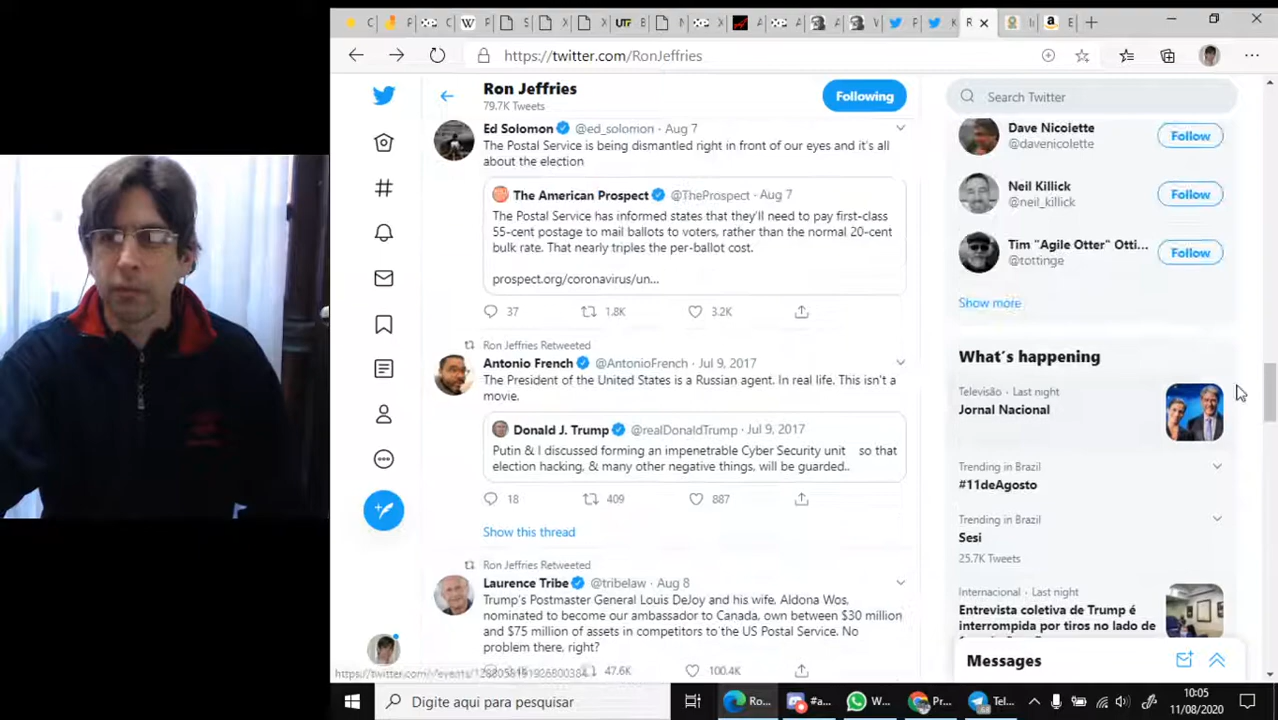 C
P
C
W
P
S
X
X
UTF
8
N
X
A
A
V
P
K
R
Ir
E
https://twitter.com/RonJeffries
Ron Jeffries
79.7K Tweets
Following
Search Twitter
Ed Solomon @ed_solomon · Aug 7
The Postal Service is being dismantled right in front of our eyes and it's all
about the election
The American Prospect @TheProspect · Aug 7
The Postal Service has informed states that they'll need to pay first-class
55-cent postage to mail ballots to voters, rather than the normal 20-cent
bulk rate. That nearly triples the per-ballot cost.
prospect.org/coronavirus/un...
37 1.8K 3.2K
Ron Jeffries Retweeted
Antonio French @AntonioFrench · Jul 9, 2017
The President of the United States is a Russian agent. In real life. This isn't a
movie.
Donald J. Trump @realDonaldTrump · Jul 9, 2017
Putin & I discussed forming an impenetrable Cyber Security unit so that
election hacking, & many other negative things, will be guarded..
18 409 887
Show this thread
Ron Jeffries Retweeted
Laurence Tribe @tribelaw · Aug 8
Trump's Postmaster General Louis DeJoy and his wife, Aldona Wos,
nominated to become our ambassador to Canada, own between $30 million
and $75 million of assets in competitors to the US Postal Service. No
problem there, right?
47.6K 100.4K
Dave Nicolette
@davenicolette
Follow
Neil Killick
@neil_killick
Follow
Tim "Agile Otter" Otti...
@tottinge
Follow
Show more
What's happening
Televisão · Last night
Jornal Nacional
Trending in Brazil
#11deAgosto
Trending in Brazil
Sesi
25.7K Tweets
Internacional · Last night
Entrevista coletiva de Trump é
interrompida por tiros no lado de
Messages
Digite aqui para pesquisar
Ro...
#a...
W...
Pr...
Tel...
10:05
11/08/2020